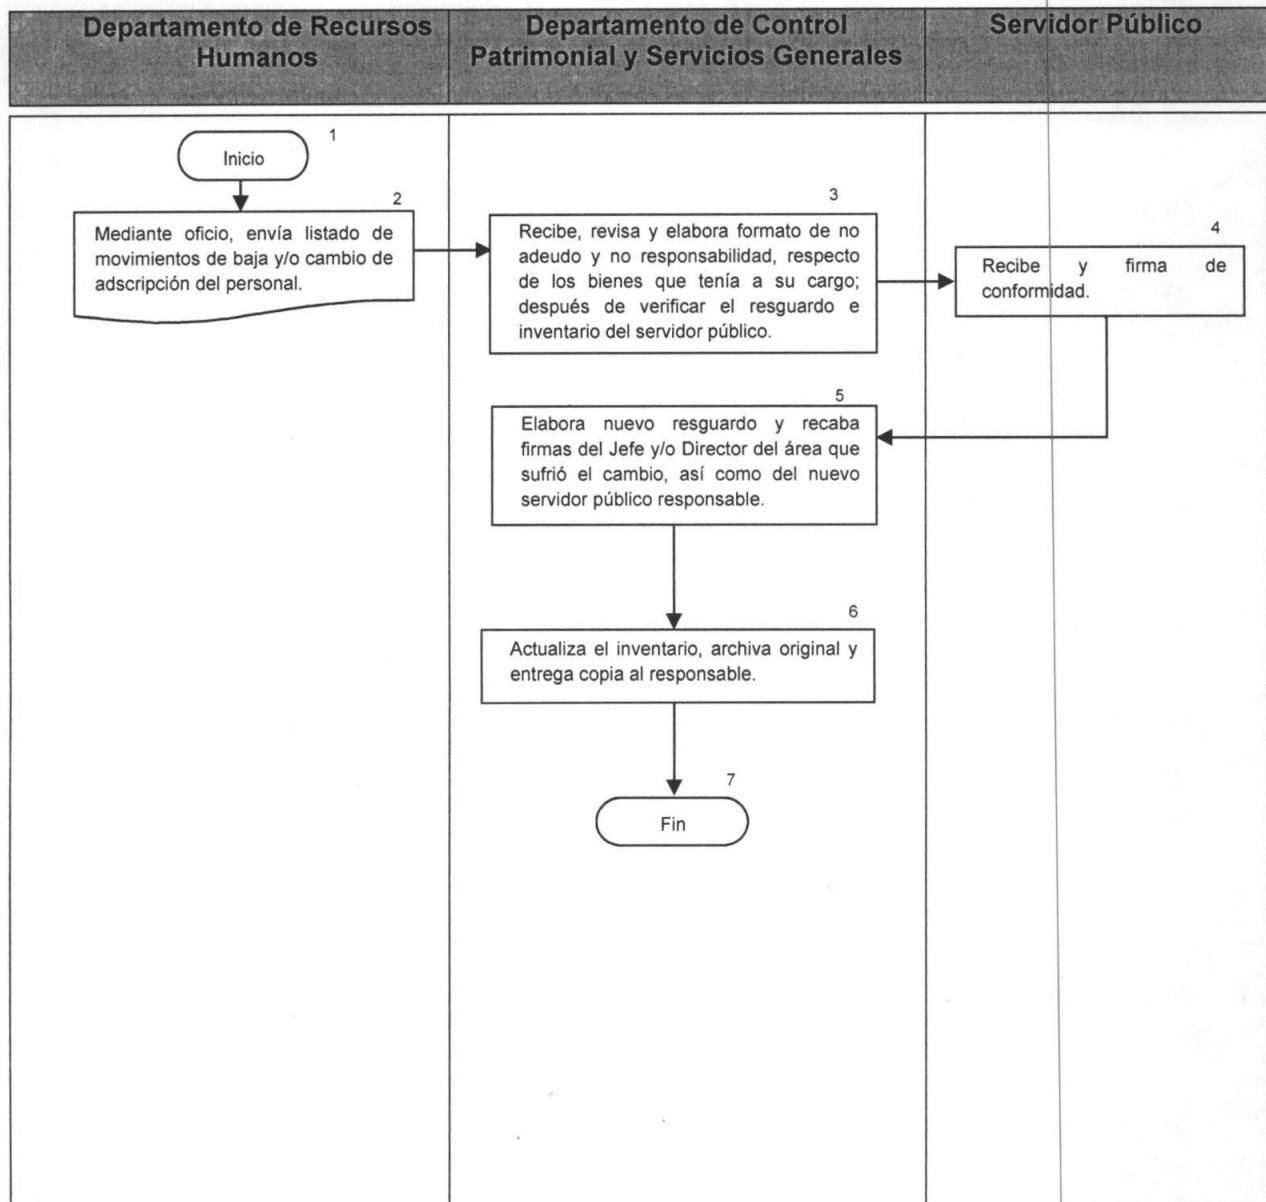 Departamento de Recursos
Humanos
Departamento de Control
Patrimonial y Servicios Generales
Servidor Público
1
Inicio
2
Mediante oficio, envía listado de
movimientos de baja y/o cambio de
adscripción del personal.
3
Recibe, revisa y elabora formato de no
adeudo y no responsabilidad, respecto
de los bienes que tenía a su cargo;
después de verificar el resguardo e
inventario del servidor público.
4
Recibe y firma de
conformidad.
5
Elabora nuevo resguardo y recaba
firmas del Jefe y/o Director del área que
sufrió el cambio, así como del nuevo
servidor público responsable.
6
Actualiza el inventario, archiva original y
entrega copia al responsable.
7
Fin